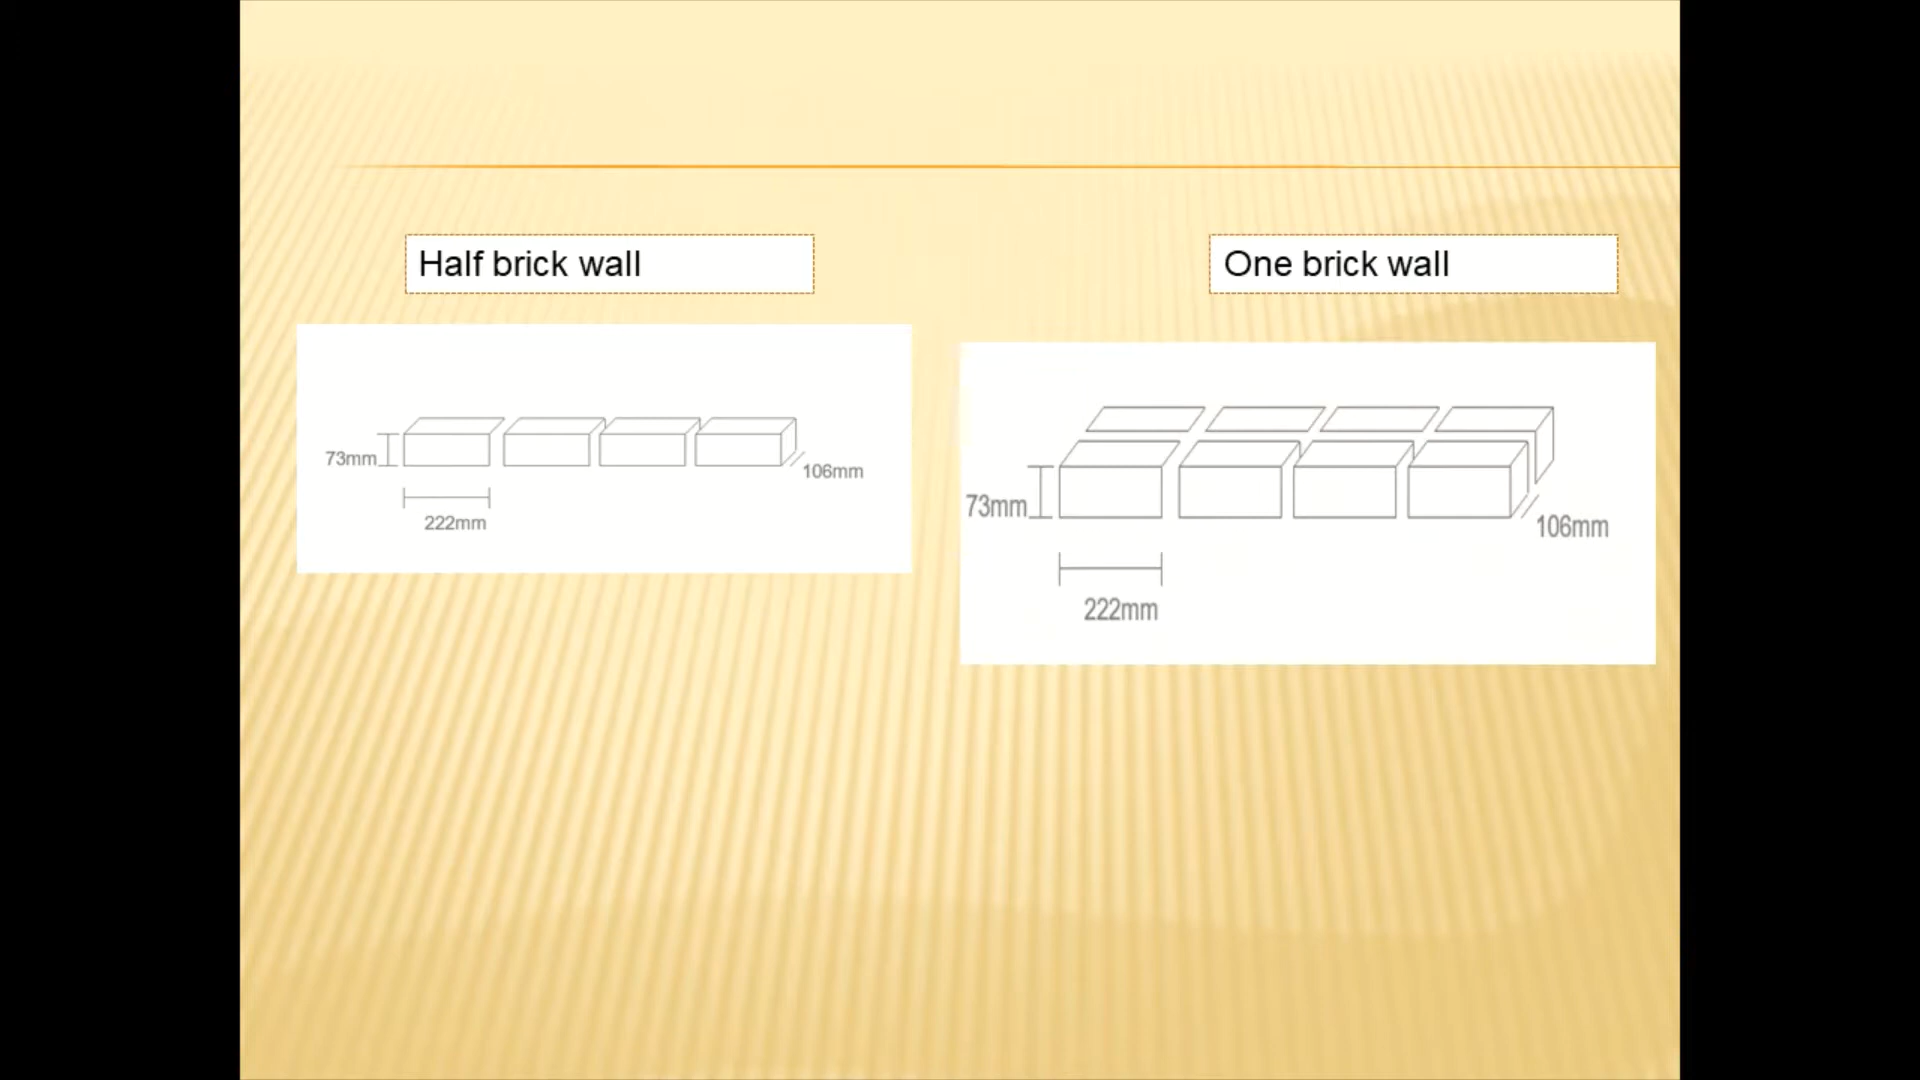 Half brick wall
One brick wall
73mm
106mm
222mm
73mm
106mm
222mm